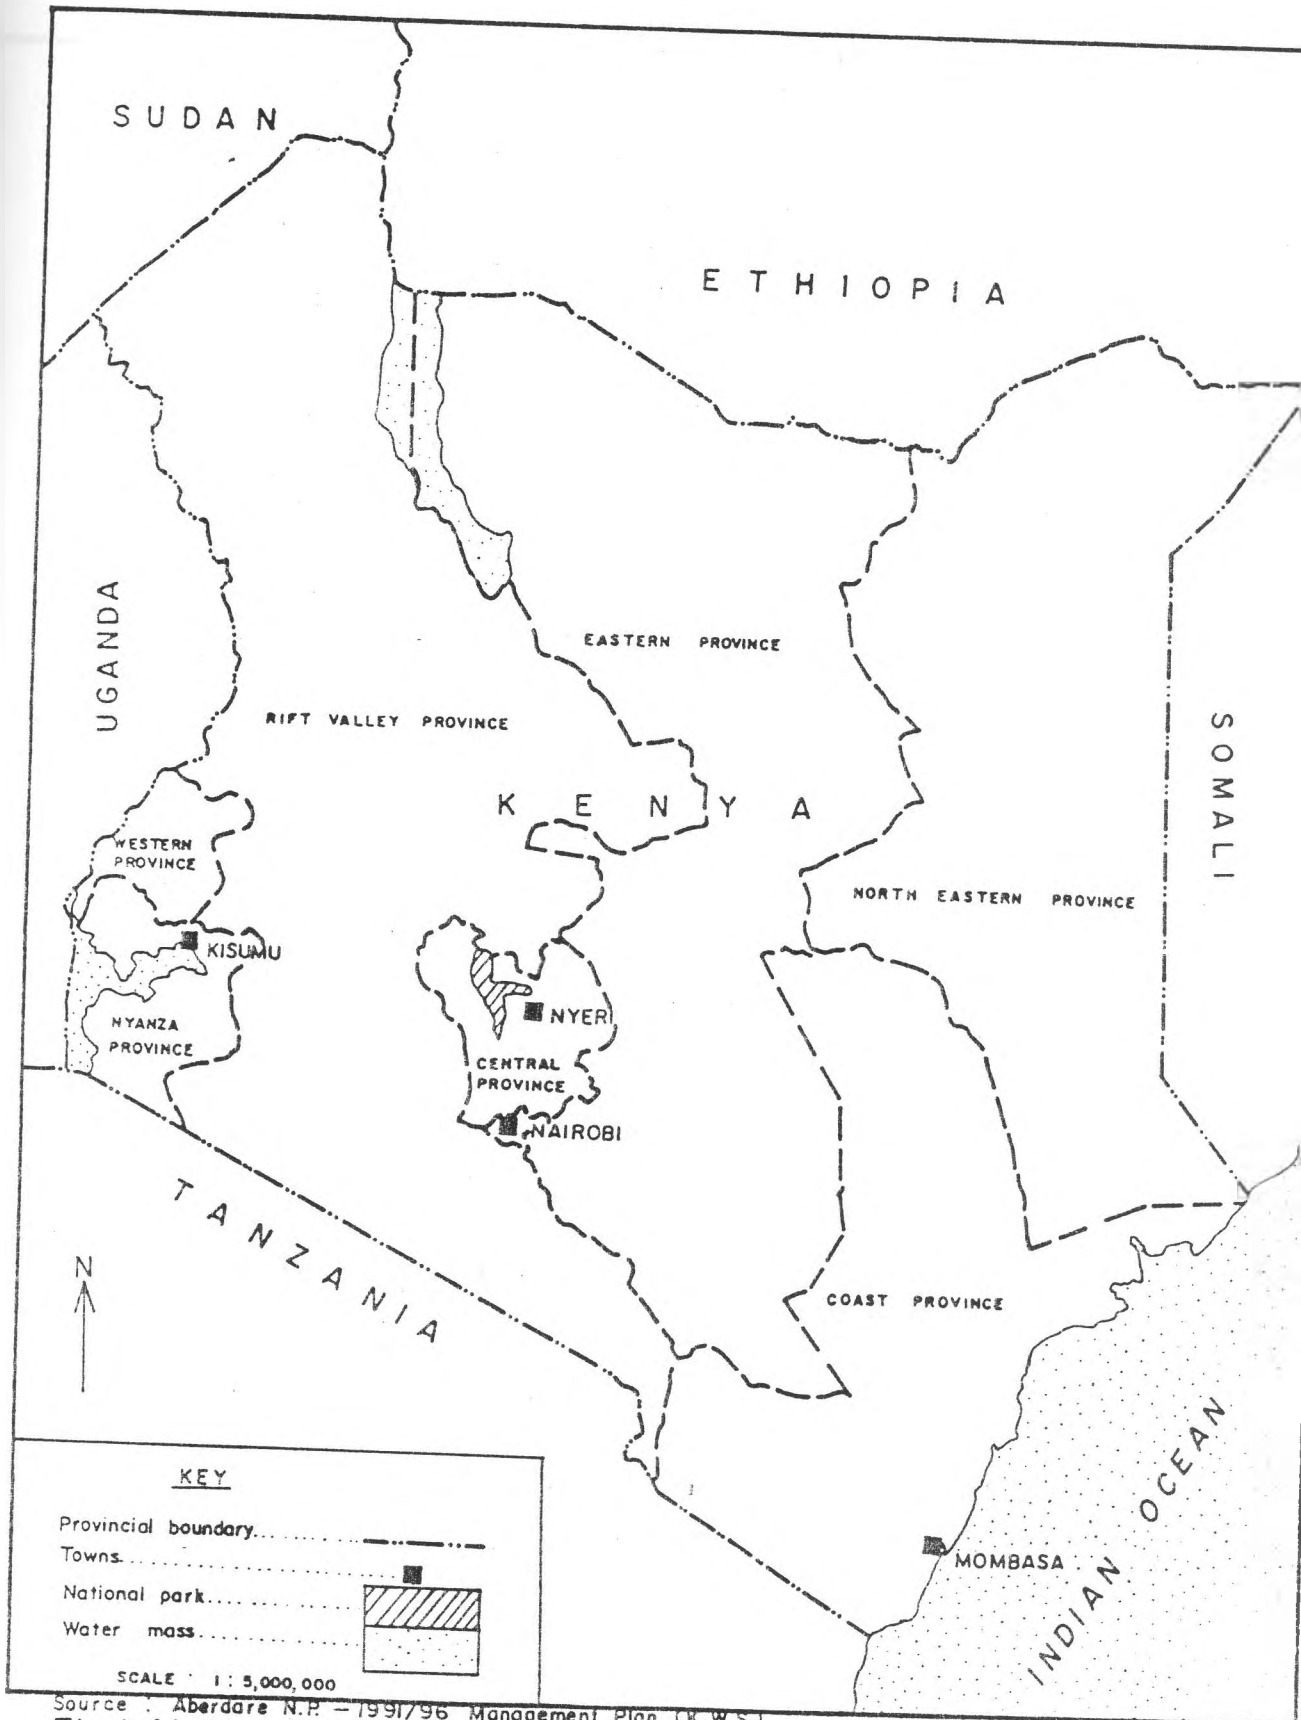 SUDAN
ETHIOPIA
UGANDA
EASTERN PROVINCE
RIFT VALLEY PROVINCE
SOMALI
KENYA
WESTERN
PROVINCE
NORTH EASTERN PROVINCE
KISUMU
NYERI
NYANZA
PROVINCE
CENTRAL
PROVINCE
NAIROBI
TANZANIA
N
COAST PROVINCE
INDIAN OCEAN
MOMBASA
KEY
Provincial boundary
Towns
National park
Water mass
SCALE 1 : 5,000,000
Source : Aberdare N.P. - 1991/96 Management Plan (K.W.S.)